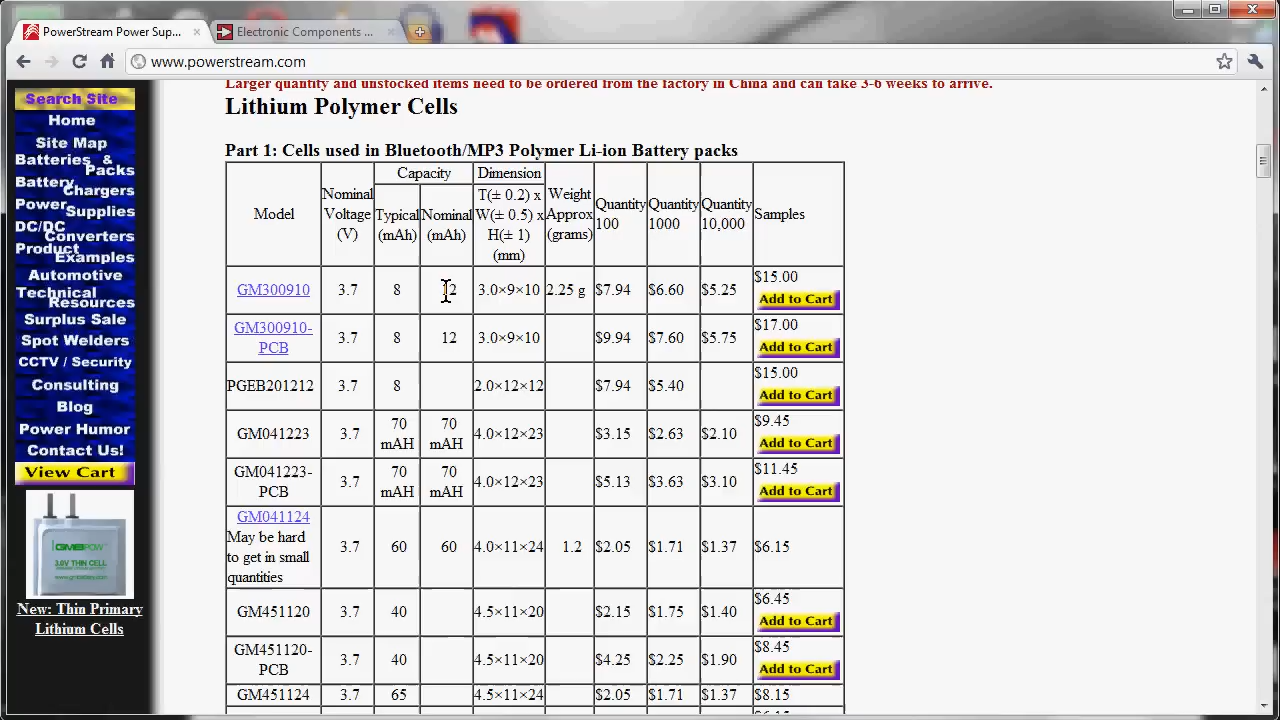 PowerStream Power Sup...
Electronic Components ...
www.powerstream.com
Search Site
Home
Site Map
Batteries &
Packs
Battery
Chargers
Power
Supplies
DC/DC
Converters
Product
Examples
Automotive
Technical
Resources
Surplus Sale
Spot Welders
CCTV / Security
Consulting
Blog
Power Humor
Contact Us!
View Cart
GMBPOW
3.0V THIN CELL
New: Thin Primary
Lithium Cells
Larger quantity and unstocked items need to be ordered from the factory in China and can take 3-6 weeks to arrive.
Lithium Polymer Cells
Part 1: Cells used in Bluetooth/MP3 Polymer Li-ion Battery packs
Model Nominal Voltage (V) Capacity Dimension Weight Approx (grams) Quantity 100 Quantity 1000 Quantity 10,000 Samples
Typical (mAh) Nominal (mAh) T(± 0.2) x W(± 0.5) x H(± 1) (mm)
GM300910 3.7 8 12 3.0×9×10 2.25 g $7.94 $6.60 $5.25 $15.00 Add to Cart
GM300910-PCB 3.7 8 12 3.0×9×10 $9.94 $7.60 $5.75 $17.00 Add to Cart
PGEB201212 3.7 8 2.0×12×12 $7.94 $5.40 $15.00 Add to Cart
GM041223 3.7 70 mAH 70 mAH 4.0×12×23 $3.15 $2.63 $2.10 $9.45 Add to Cart
GM041223-PCB 3.7 70 mAH 70 mAH 4.0×12×23 $5.13 $3.63 $3.10 $11.45 Add to Cart
GM041124 May be hard to get in small quantities 3.7 60 60 4.0×11×24 1.2 $2.05 $1.71 $1.37 $6.15
GM451120 3.7 40 4.5×11×20 $2.15 $1.75 $1.40 $6.45 Add to Cart
GM451120-PCB 3.7 40 4.5×11×20 $4.25 $2.25 $1.90 $8.45 Add to Cart
GM451124 3.7 65 4.5×11×24 $2.05 $1.71 $1.37 $8.15